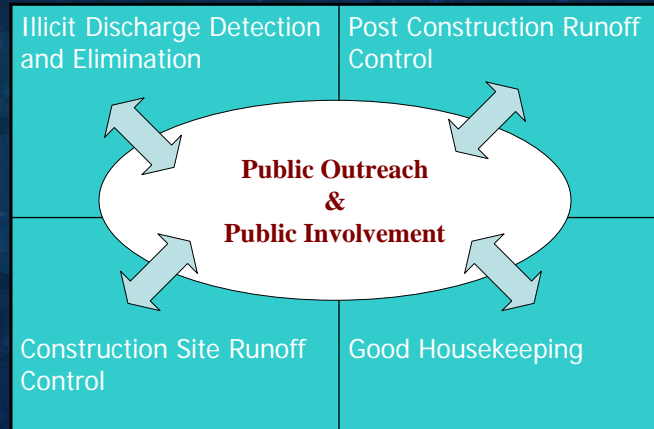 Illicit Discharge Detection
and Elimination
Post Construction Runoff
Control
Public Outreach
&
Public Involvement
Construction Site Runoff
Control
Good Housekeeping